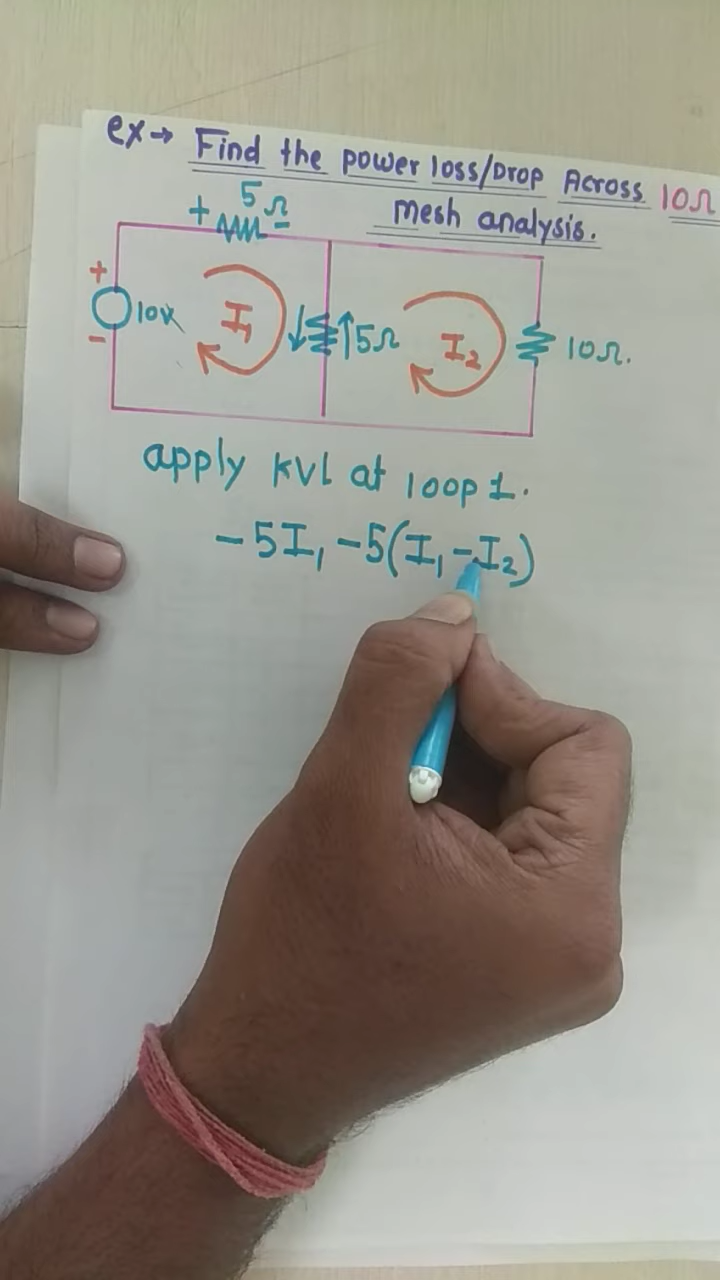 ex→ Find the power loss/Drop Across 10Ω
mesh analysis.
+ 5Ω -
+
-
10V
I₁
↓ ↑5Ω
I₂
10Ω.
apply KVL at loop 1.
-5I₁ -5(I₁-I₂)